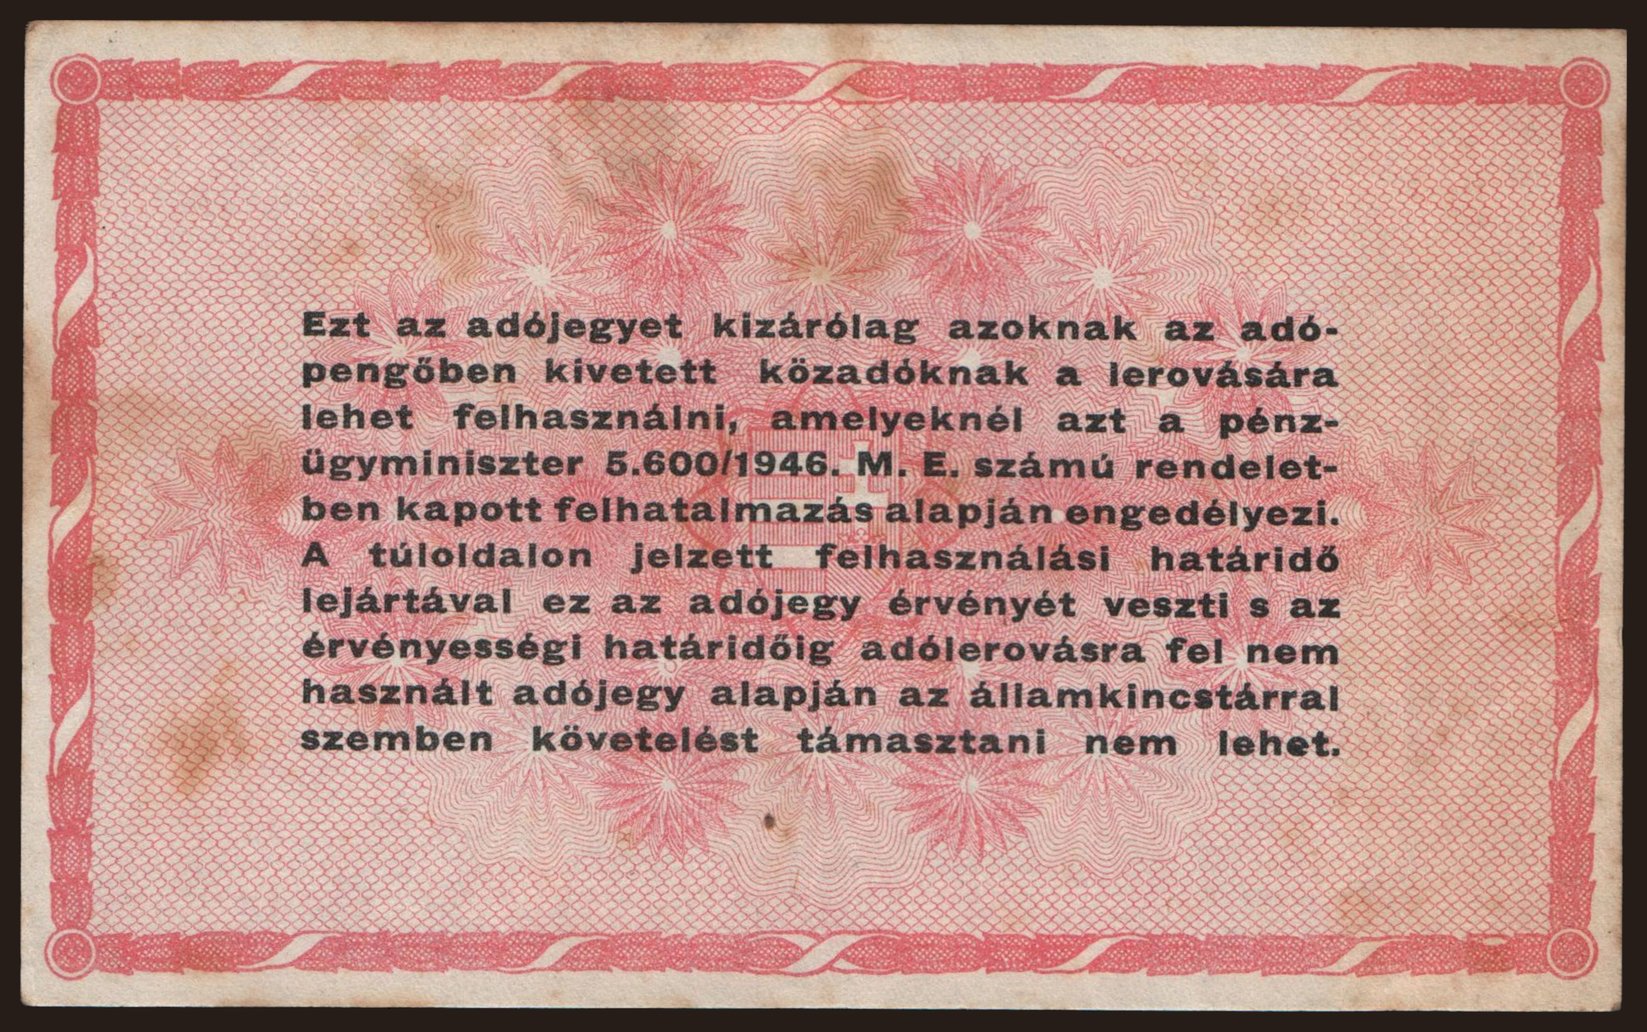 Ezt az adójegyet kizárólag azoknak az adó-
pengőben kivetett közadóknak a lerovására
lehet felhasználni, amelyeknél azt a pénz-
ügyminiszter 5.600/1946. M. E. számú rendelet-
ben kapott felhatalmazás alapján engedélyezi.
A túloldalon jelzett felhasználási határidő
lejártával ez az adójegy érvényét veszti s az
érvényességi határidőig adólerovásra fel nem
használt adójegy alapján az államkincstárral
szemben követelést támasztani nem lehet.